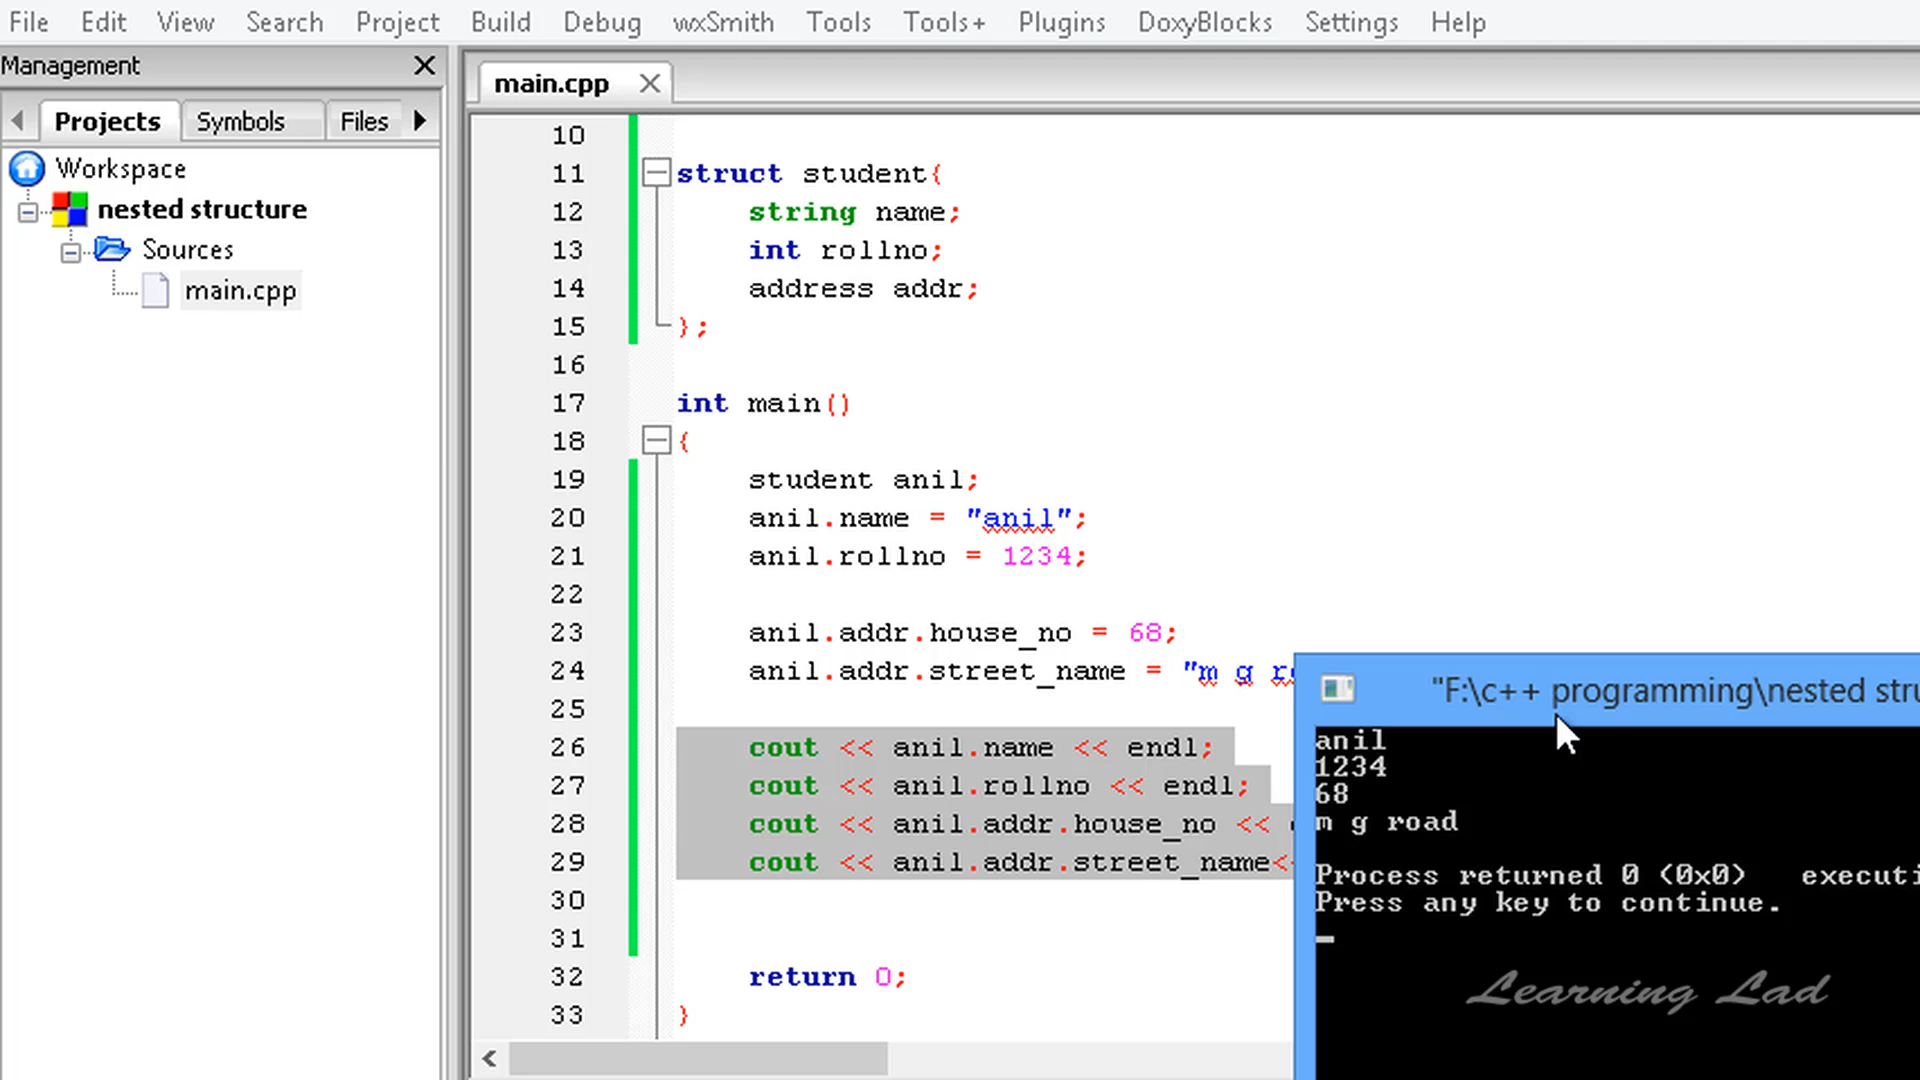 File Edit View Search Project Build Debug wxSmith Tools Tools+ Plugins DoxyBlocks Settings Help
Management
main.cpp
Projects Symbols Files
Workspace
nested structure
Sources
main.cpp
10
11 struct student{
12 string name;
13 int rollno;
14 address addr;
15 };
16
17 int main()
18 {
19 student anil;
20 anil.name = "anil";
21 anil.rollno = 1234;
22
23 anil.addr.house_no = 68;
24 anil.addr.street_name = "m g
25
26 cout << anil.name << endl;
27 cout << anil.rollno << endl;
28 cout << anil.addr.house_no <<
29 cout << anil.addr.street_name<
30
31
32 return 0;
33 }
"F:\c++ programming\nested
anil
1234
68
m g road
Process returned 0 (0x0)
Press any key to continue.
Learning Lad